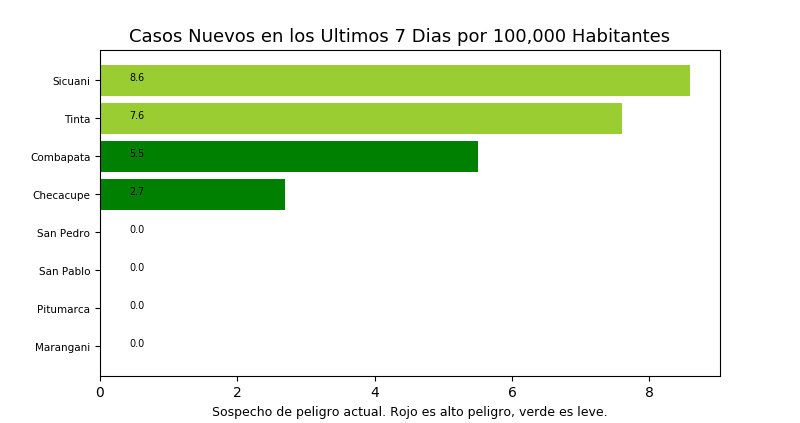 Casos Nuevos en los Ultimos 7 Dias por 100,000 Habitantes
Sicuani 8.6
Tinta 7.6
Combapata 5.5
Checacupe 2.7
San Pedro 0.0
San Pablo 0.0
Pitumarca 0.0
Marangani 0.0
0 2 4 6 8
Sospecho de peligro actual. Rojo es alto peligro, verde es leve.